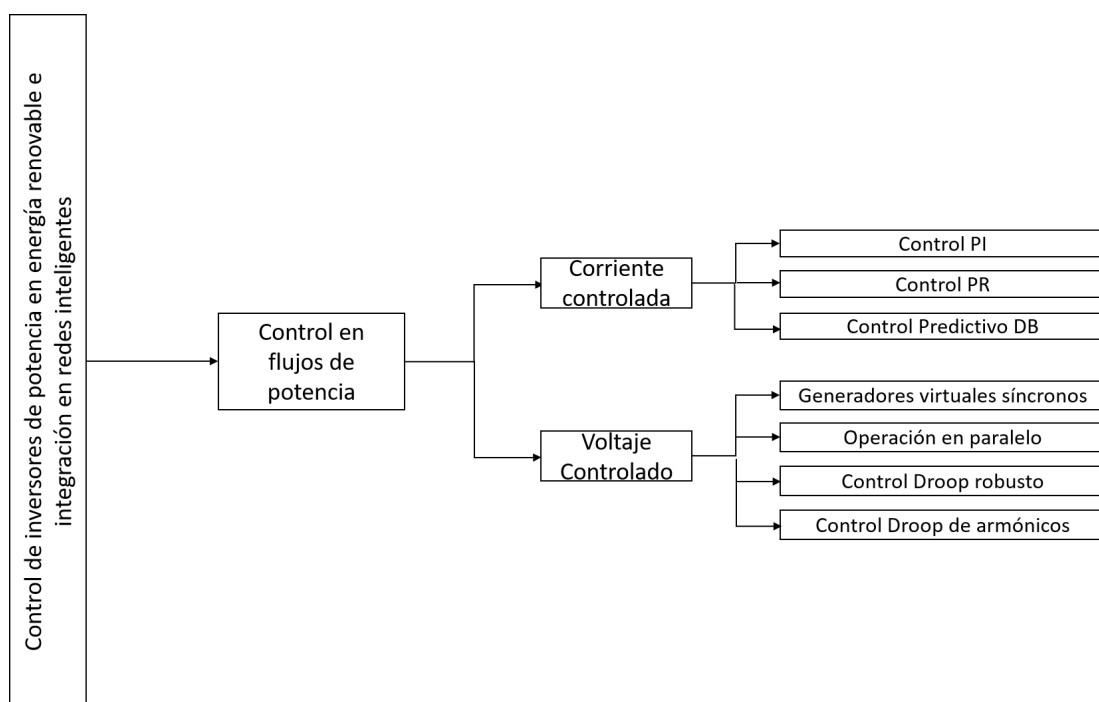 Control de inversores de potencia en energía renovable e
integración en redes inteligentes
Control en
flujos de
potencia
Corriente
controlada
Control PI
Control PR
Control Predictivo DB
Voltaje
Controlado
Generadores virtuales síncronos
Operación en paralelo
Control Droop robusto
Control Droop de armónicos